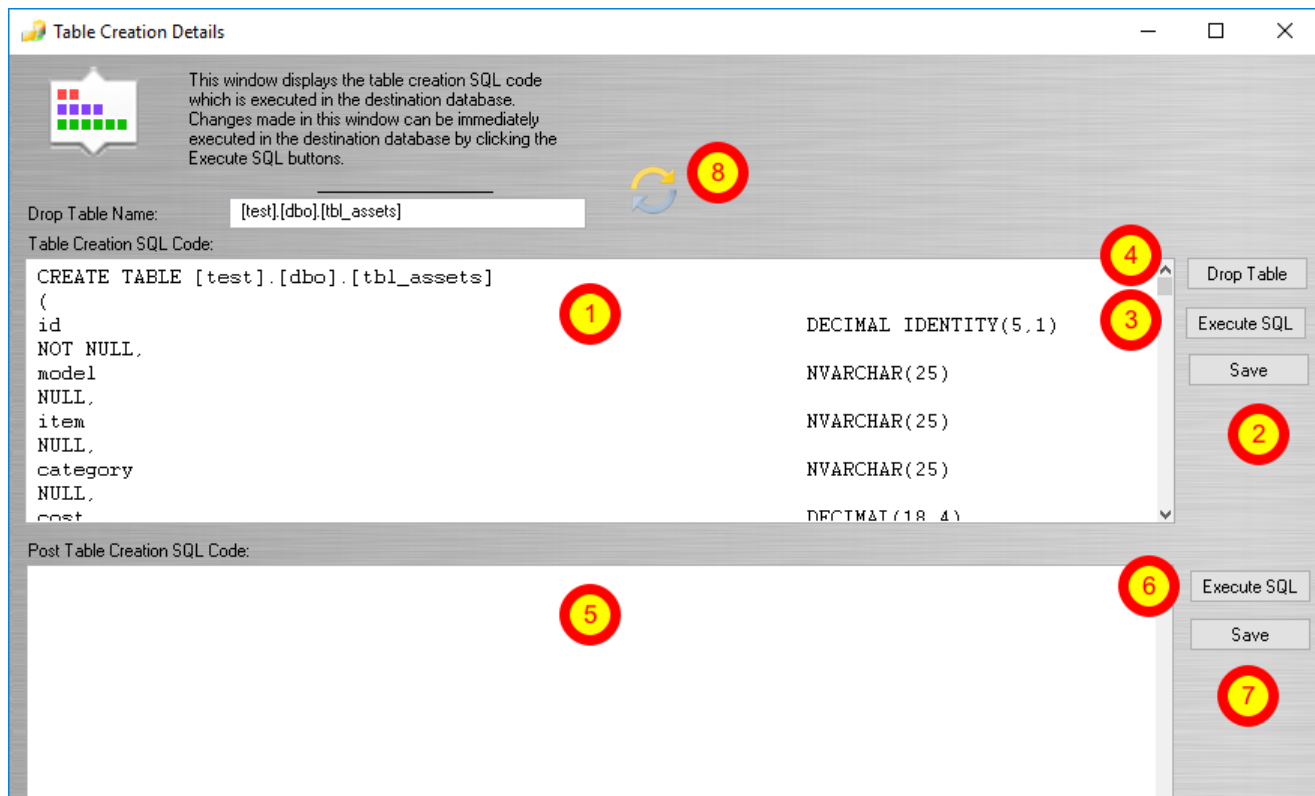 Table Creation Details
This window displays the table creation SQL code
which is executed in the destination database.
Changes made in this window can be immediately
executed in the destination database by clicking the
Execute SQL buttons.
8
Drop Table Name:
[test].[dbo].[tbl_assets]
Table Creation SQL Code:
4
Drop Table
CREATE TABLE [test].[dbo].[tbl_assets]
(
1
id DECIMAL IDENTITY(5,1)
3
Execute SQL
NOT NULL,
model NVARCHAR(25)
Save
NULL,
item NVARCHAR(25)
2
NULL,
category NVARCHAR(25)
NULL,
cost DECIMAL(18,4)
Post Table Creation SQL Code:
6
Execute SQL
5
Save
7